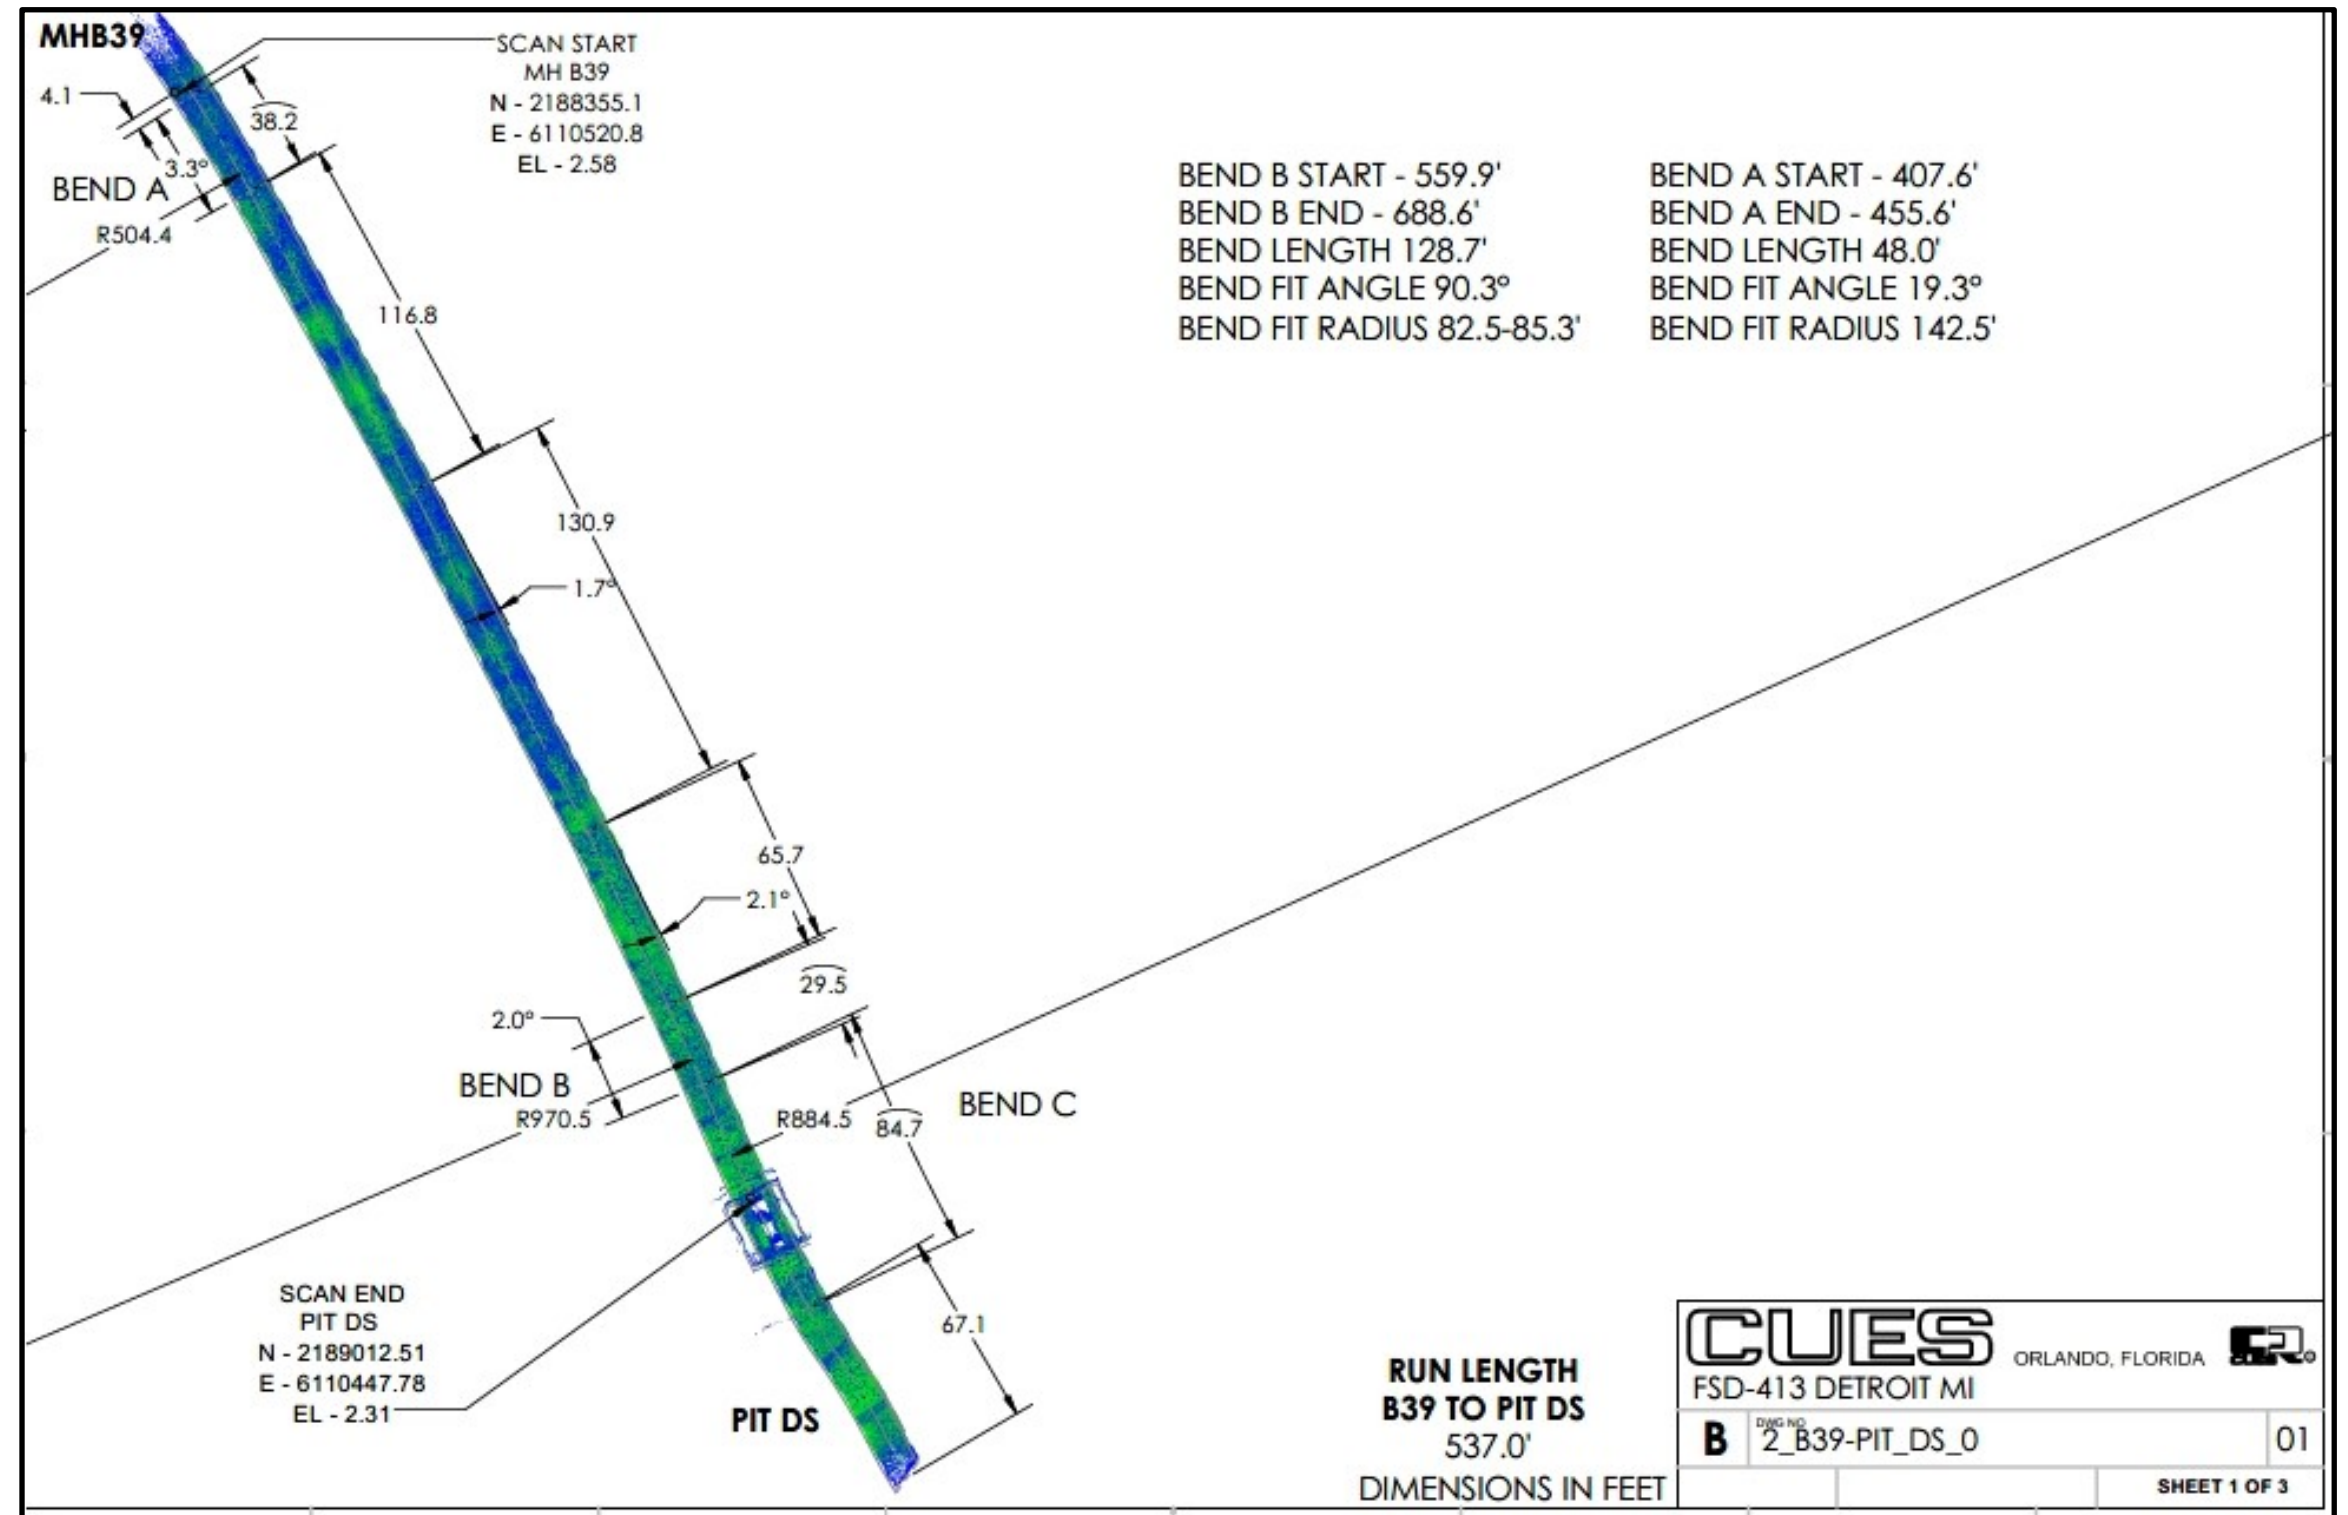 MHB39
SCAN START
MH B39
N - 2188355.1
E - 6110520.8
EL - 2.58
4.1
38.2
3.3°
BEND A
R504.4
116.8
BEND B START - 559.9'
BEND B END - 688.6'
BEND LENGTH 128.7'
BEND FIT ANGLE 90.3°
BEND FIT RADIUS 82.5-85.3'
BEND A START - 407.6'
BEND A END - 455.6'
BEND LENGTH 48.0'
BEND FIT ANGLE 19.3°
BEND FIT RADIUS 142.5'
130.9
1.7°
65.7
2.1°
29.5
2.0°
BEND B
R970.5
R884.5
84.7
BEND C
SCAN END
PIT DS
N - 2189012.51
E - 6110447.78
EL - 2.31
67.1
PIT DS
RUN LENGTH
B39 TO PIT DS
537.0'
DIMENSIONS IN FEET
CUES
ORLANDO, FLORIDA
FSD-413 DETROIT MI
B
DWG NO
2_B39-PIT_DS_0
01
SHEET 1 OF 3